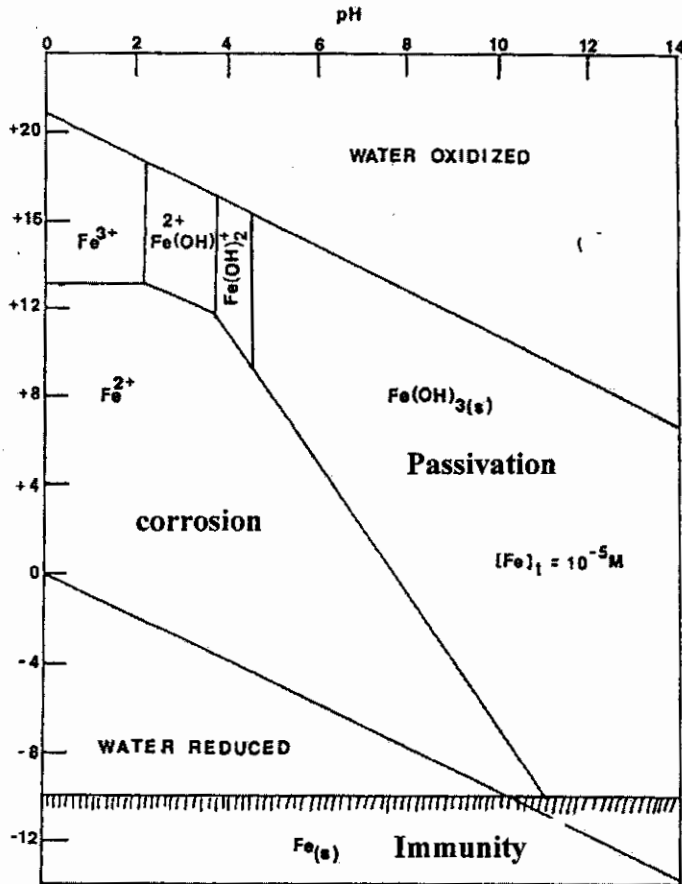 pH
0 2 4 6 8 10 12 14
+20
WATER OXIDIZED
+16
Fe3+
Fe(OH)2+
Fe(OH)2+
+12
Fe2+
+8
Fe(OH)3(s)
Passivation
+4
corrosion
[Fe]t = 10-5M
0
-4
WATER REDUCED
-8
-12
Fe(s) Immunity